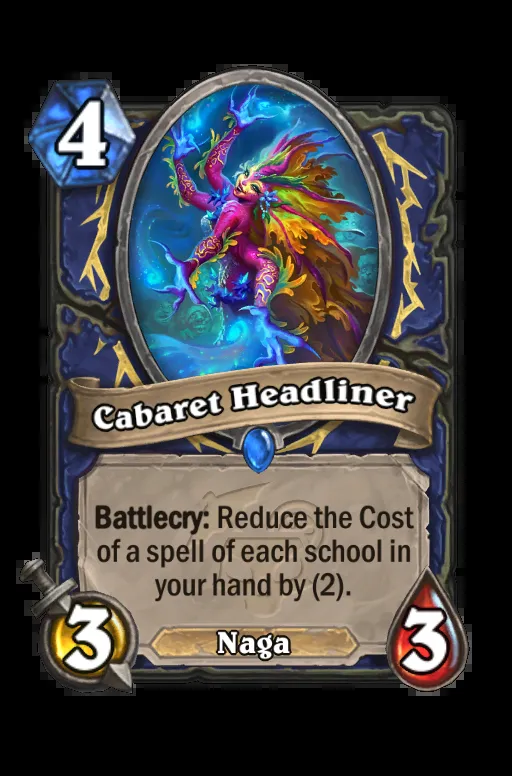 4
Cabaret Headliner
Battlecry: Reduce the Cost
of a spell of each school in
your hand by (2).
3
Naga
3